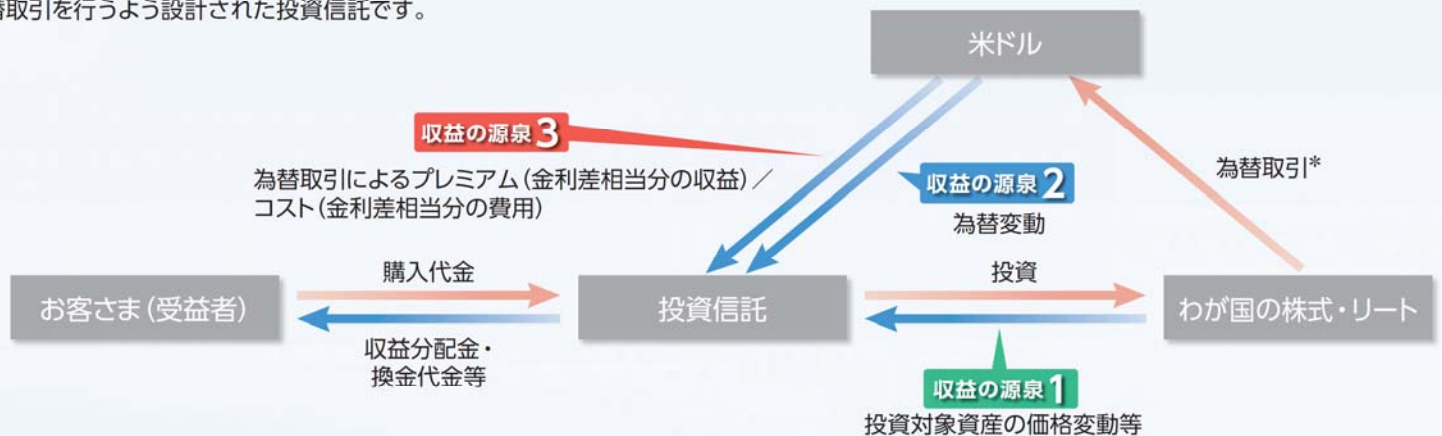 替取引を行うよう設計された投資信託です。
米ドル
収益の源泉3
為替取引によるプレミアム(金利差相当分の収益)／
コスト(金利差相当分の費用)
収益の源泉2
為替変動
為替取引*
お客さま(受益者)
購入代金
収益分配金・
換金代金等
投資信託
投資
わが国の株式・リート
収益の源泉1
投資対象資産の価格変動等